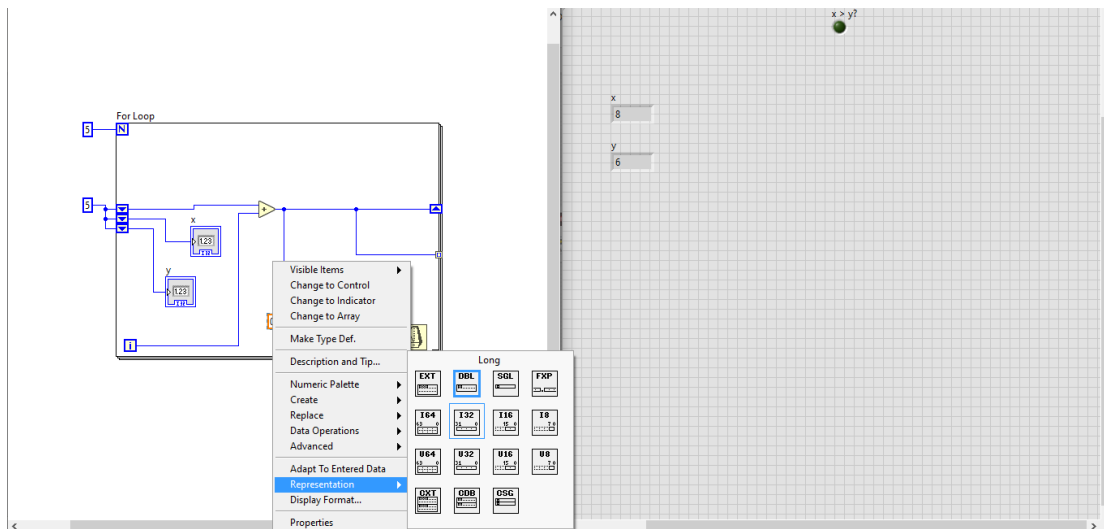 x > y?
For Loop
5
N
x
8
y
6
5
x
123
y
123
i
Visible Items
Change to Control
Change to Indicator
Change to Array
Make Type Def.
Description and Tip...
Numeric Palette
Create
Replace
Data Operations
Advanced
Adapt To Entered Data
Representation
Display Format...
Properties
Long
EXT DBL SGL FXP
I64 I32 I16 I8
U64 U32 U16 U8
CXT CDB CSG